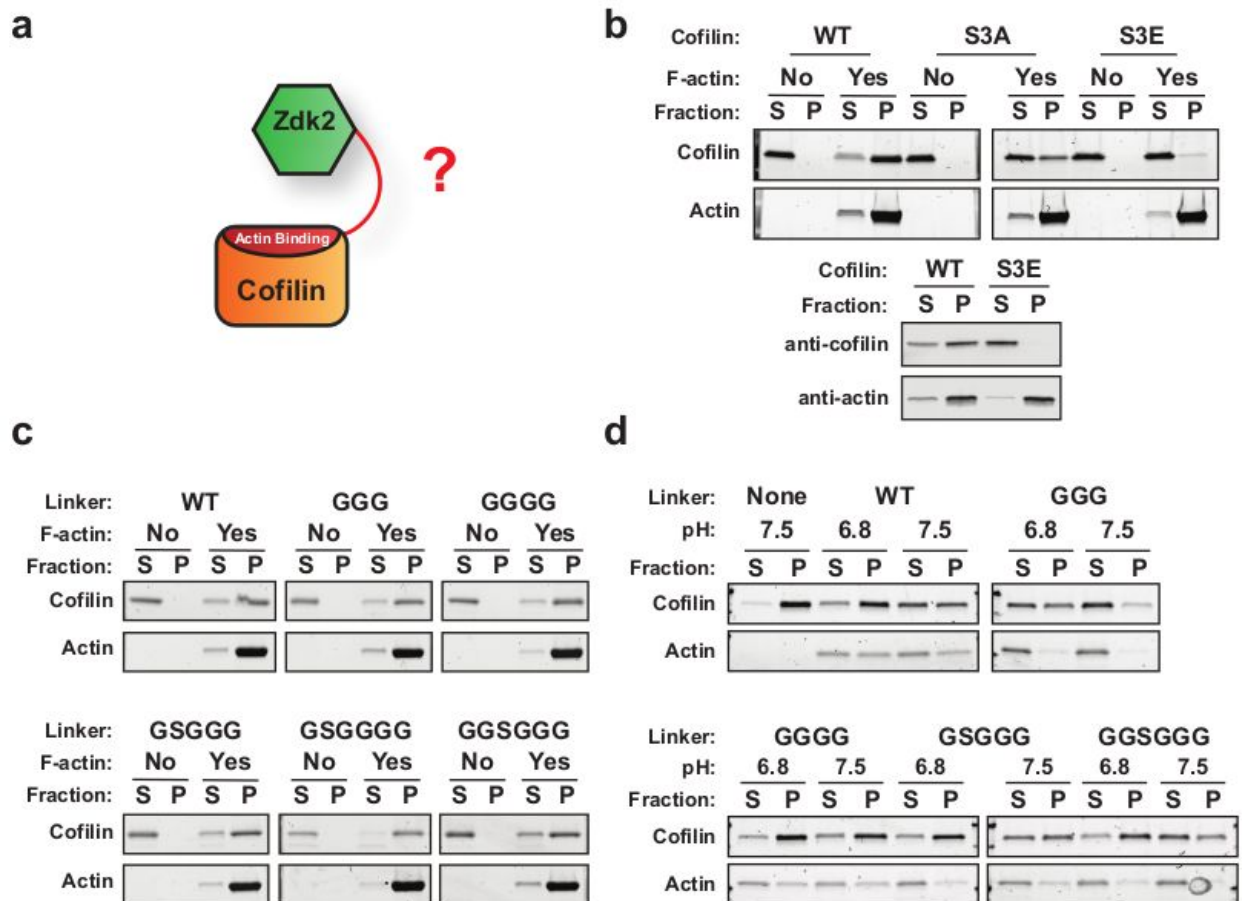 a
Zdk2
?
Actin Binding
Cofilin
b
Cofilin: WT S3A S3E
F-actin: No Yes No Yes No Yes
Fraction: S P S P S P S P S P S P
Cofilin
Actin
Cofilin: WT S3E
Fraction: S P S P
anti-cofilin
anti-actin
c
Linker: WT GGG GGGG
F-actin: No Yes No Yes No Yes
Fraction: S P S P S P S P S P S P
Cofilin
Actin
Linker: GSGGG GSGGGG GGSGGG
F-actin: No Yes No Yes No Yes
Fraction: S P S P S P S P S P S P
Cofilin
Actin
d
Linker: None WT GGG
pH: 7.5 6.8 7.5 6.8 7.5
Fraction: S P S P S P S P S P
Cofilin
Actin
Linker: GGGG GSGGG GGSGGG
pH: 6.8 7.5 6.8 7.5 6.8 7.5
Fraction: S P S P S P S P S P S P
Cofilin
Actin